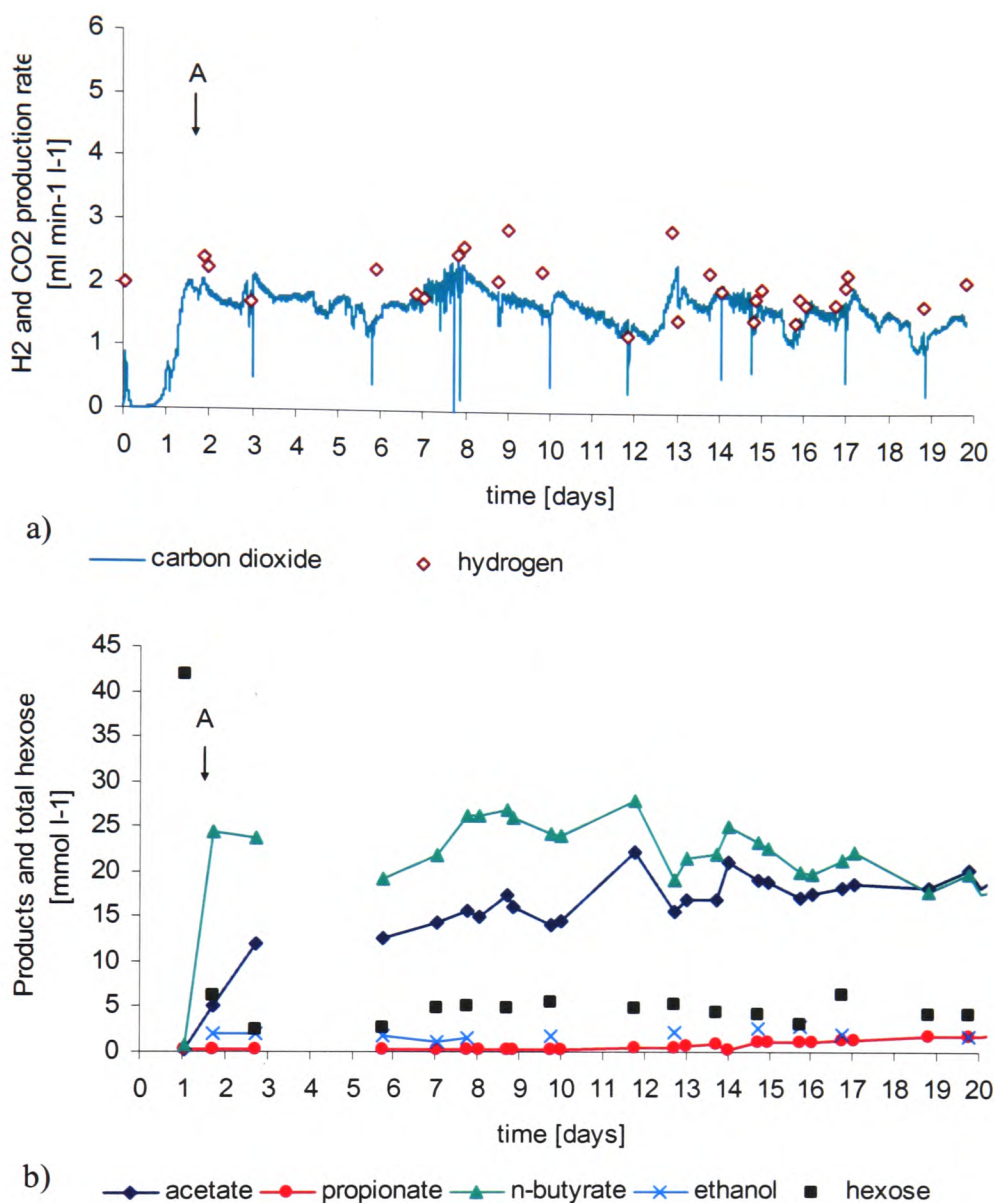 H2 and CO2 production rate
[ml min-1 l-1]
6
5
4
3
2
1
0
A
0 1 2 3 4 5 6 7 8 9 10 11 12 13 14 15 16 17 18 19 20
time [days]
a)
carbon dioxide hydrogen
Products and total hexose
[mmol l-1]
45
40
35
30
25
20
15
10
5
0
A
0 1 2 3 4 5 6 7 8 9 10 11 12 13 14 15 16 17 18 19 20
time [days]
b)
acetate propionate n-butyrate ethanol hexose